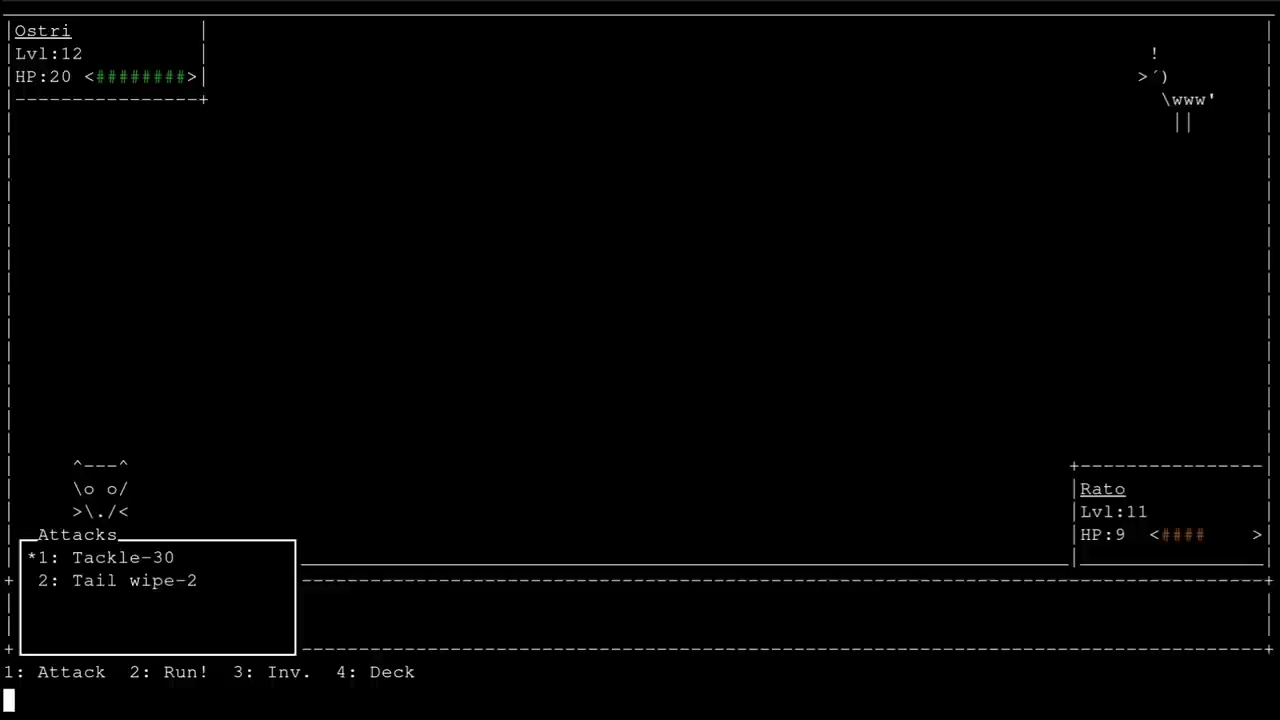 Ostri
Lvl:12
HP:20 <########>
!
>´)
\www'
||
^---^
\o o/
>\./<
Rato
Lvl:11
HP:9 <#### >
Attacks
*1: Tackle-30
2: Tail wipe-2
1: Attack 2: Run! 3: Inv. 4: Deck